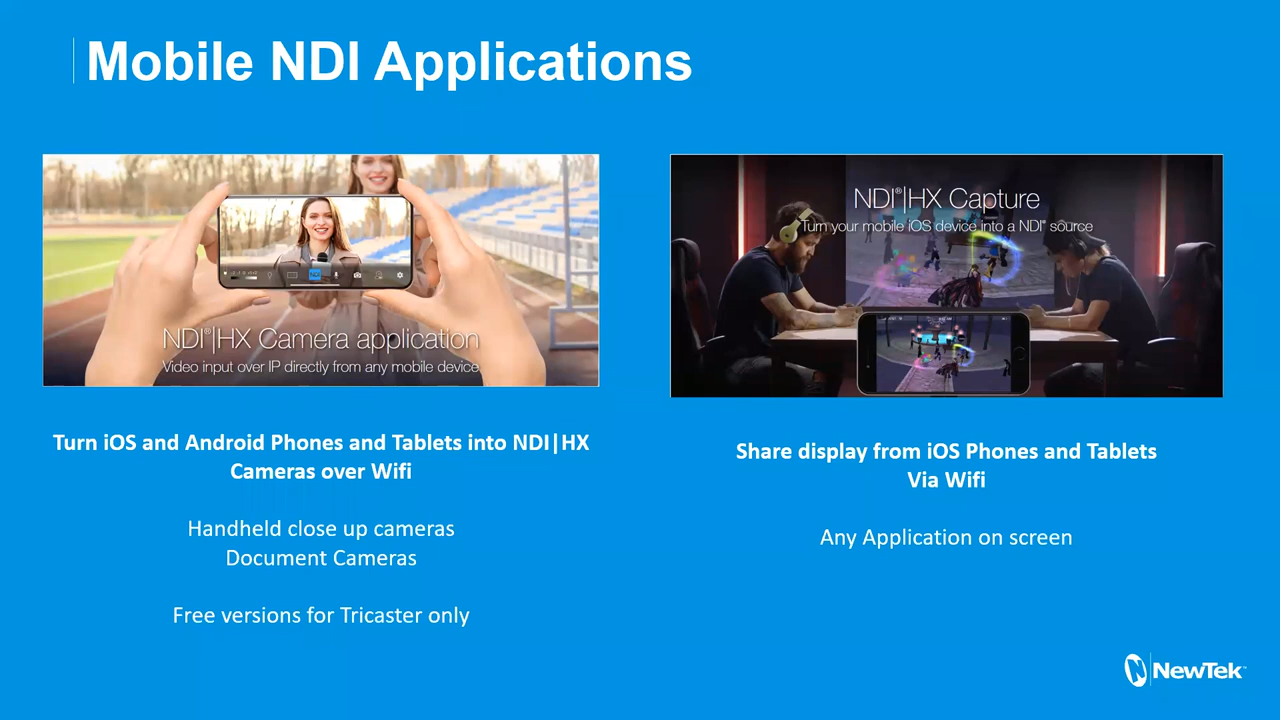 Mobile NDI Applications
NDI®|HX Camera application
Video input over IP directly from any mobile device.
Turn iOS and Android Phones and Tablets into NDI|HX
Cameras over Wifi
Handheld close up cameras
Document Cameras
Free versions for Tricaster only
NDI®|HX Capture
Turn your mobile iOS device into a NDI® source
Share display from iOS Phones and Tablets
Via Wifi
Any Application on screen
NewTek™